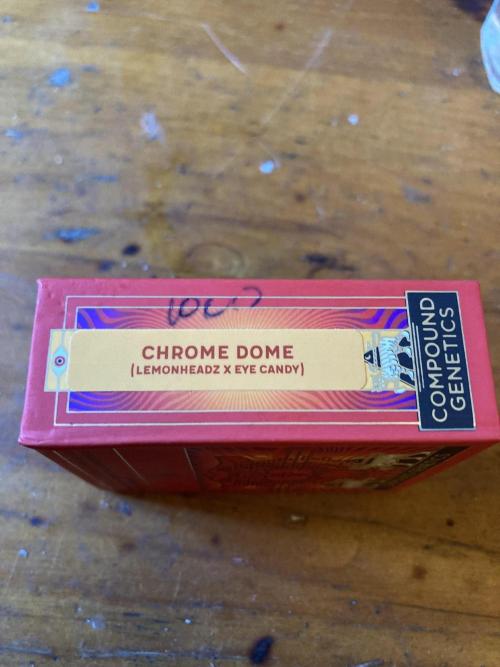 CHROME DOME
(LEMONHEADZ X EYE CANDY)
COMPOUND
GENETICS